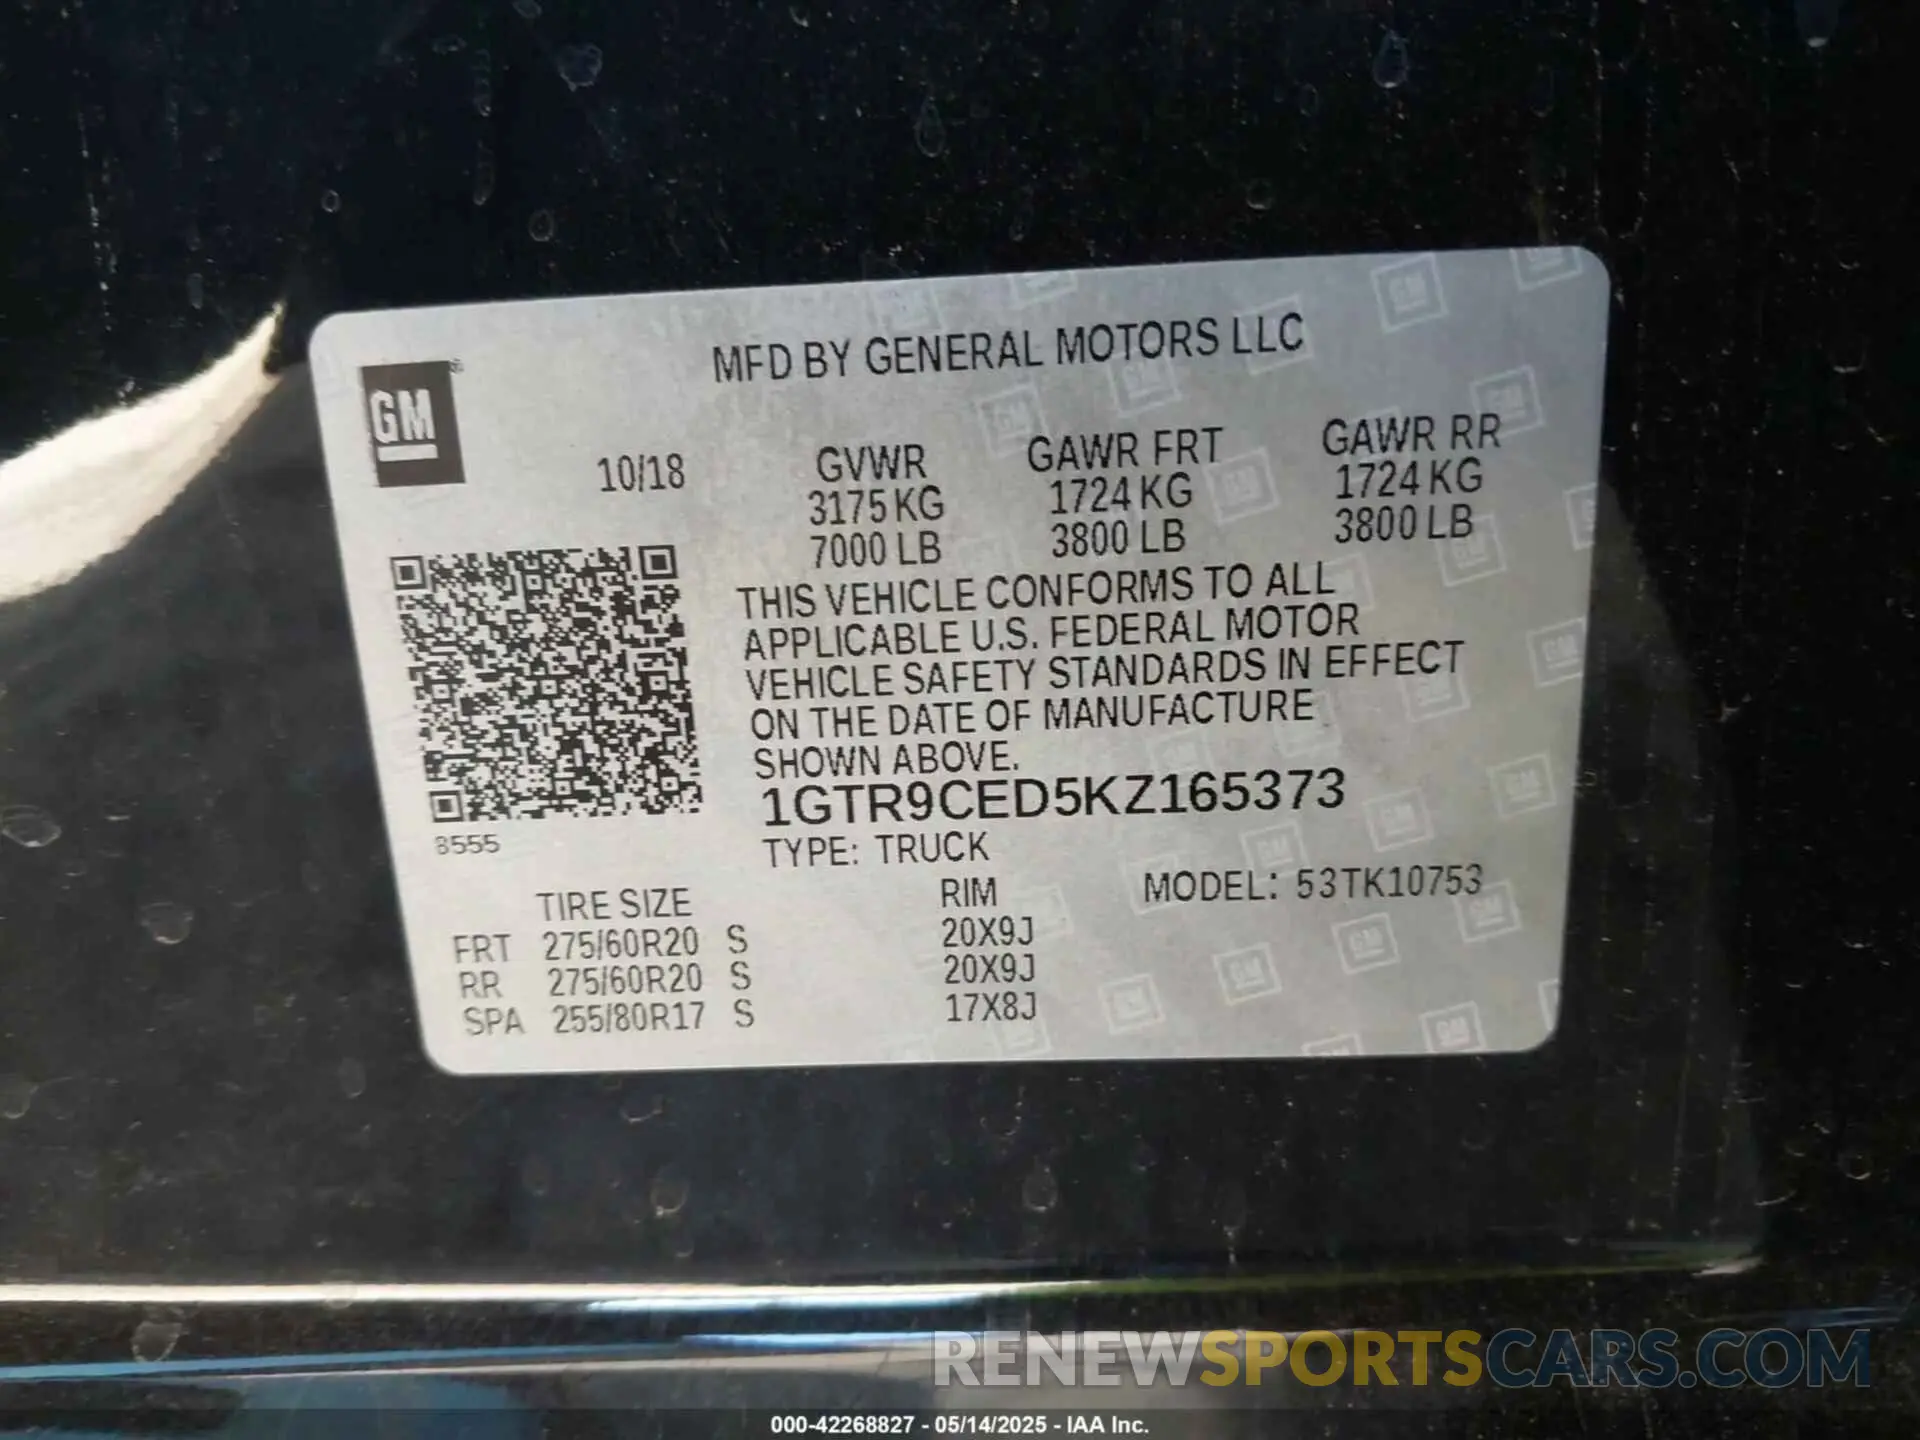 MFD BY GENERAL MOTORS LLC
GM
10/18
GVWR GAWR FRT GAWR RR
3175 KG 1724 KG 1724 KG
7000 LB 3800 LB 3800 LB
THIS VEHICLE CONFORMS TO ALL
APPLICABLE U.S. FEDERAL MOTOR
VEHICLE SAFETY STANDARDS IN EFFECT
ON THE DATE OF MANUFACTURE
SHOWN ABOVE.
1GTR9CED5KZ165373
8555
TYPE: TRUCK
MODEL: 53TK10753
TIRE SIZE RIM
FRT 275/60R20 S 20X9J
RR 275/60R20 S 20X9J
SPA 255/80R17 S 17X8J
RENEWSPORTSCARS.COM
000-42268827 - 05/14/2025 - IAA Inc.